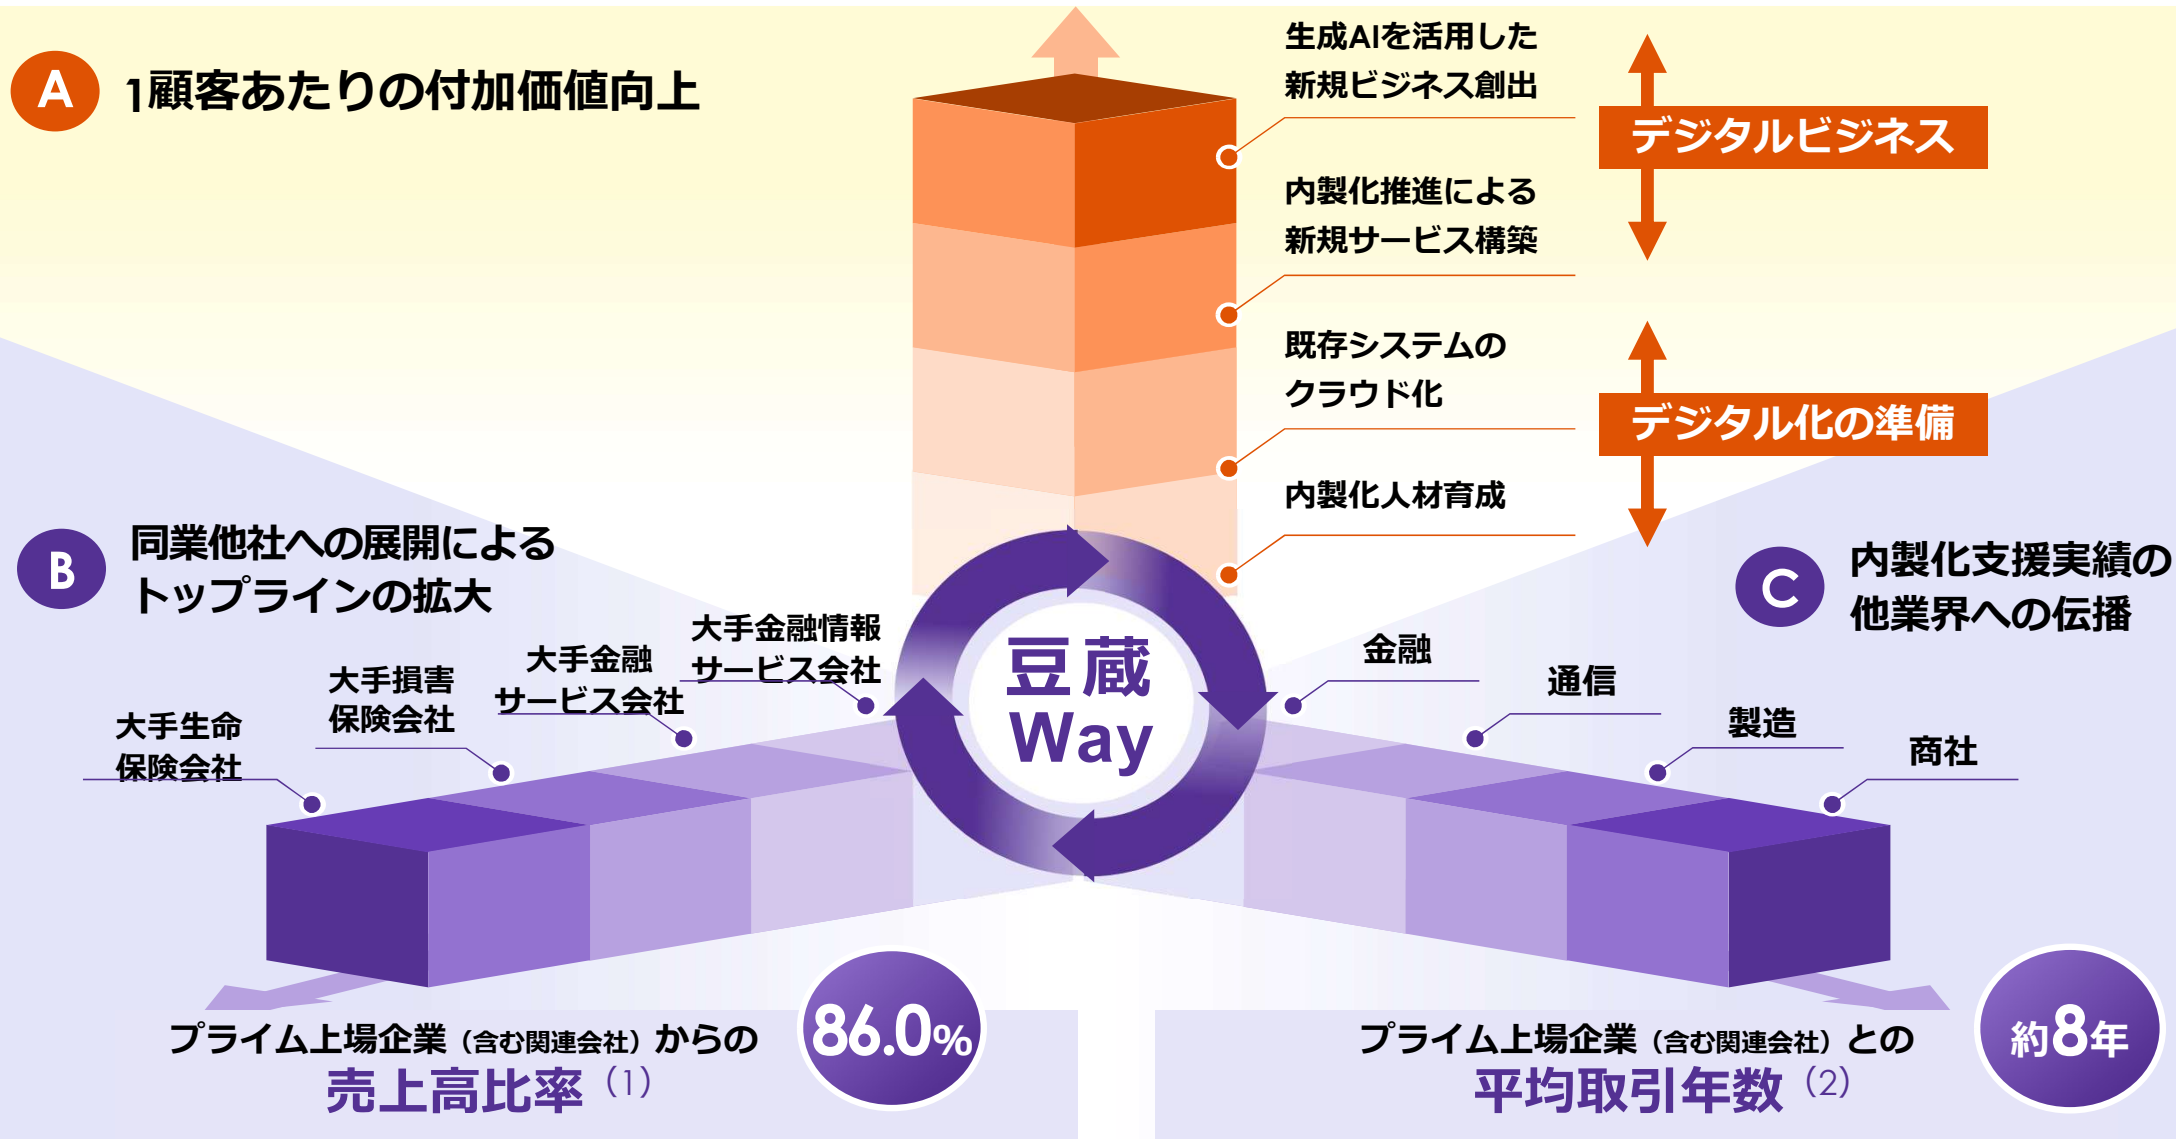 A
1顧客あたりの付加価値向上
生成AIを活用した
新規ビジネス創出
内製化推進による
新規サービス構築
既存システムの
クラウド化
内製化人材育成
デジタルビジネス
デジタル化の準備
B
同業他社への展開による
トップラインの拡大
大手生命
保険会社
大手損害
保険会社
大手金融
サービス会社
大手金融情報
サービス会社
豆蔵
Way
C
内製化支援実績の
他業界への伝播
金融
通信
製造
商社
プライム上場企業（含む関連会社）からの
売上高比率（1）
86.0%
プライム上場企業（含む関連会社）との
平均取引年数（2）
約8年